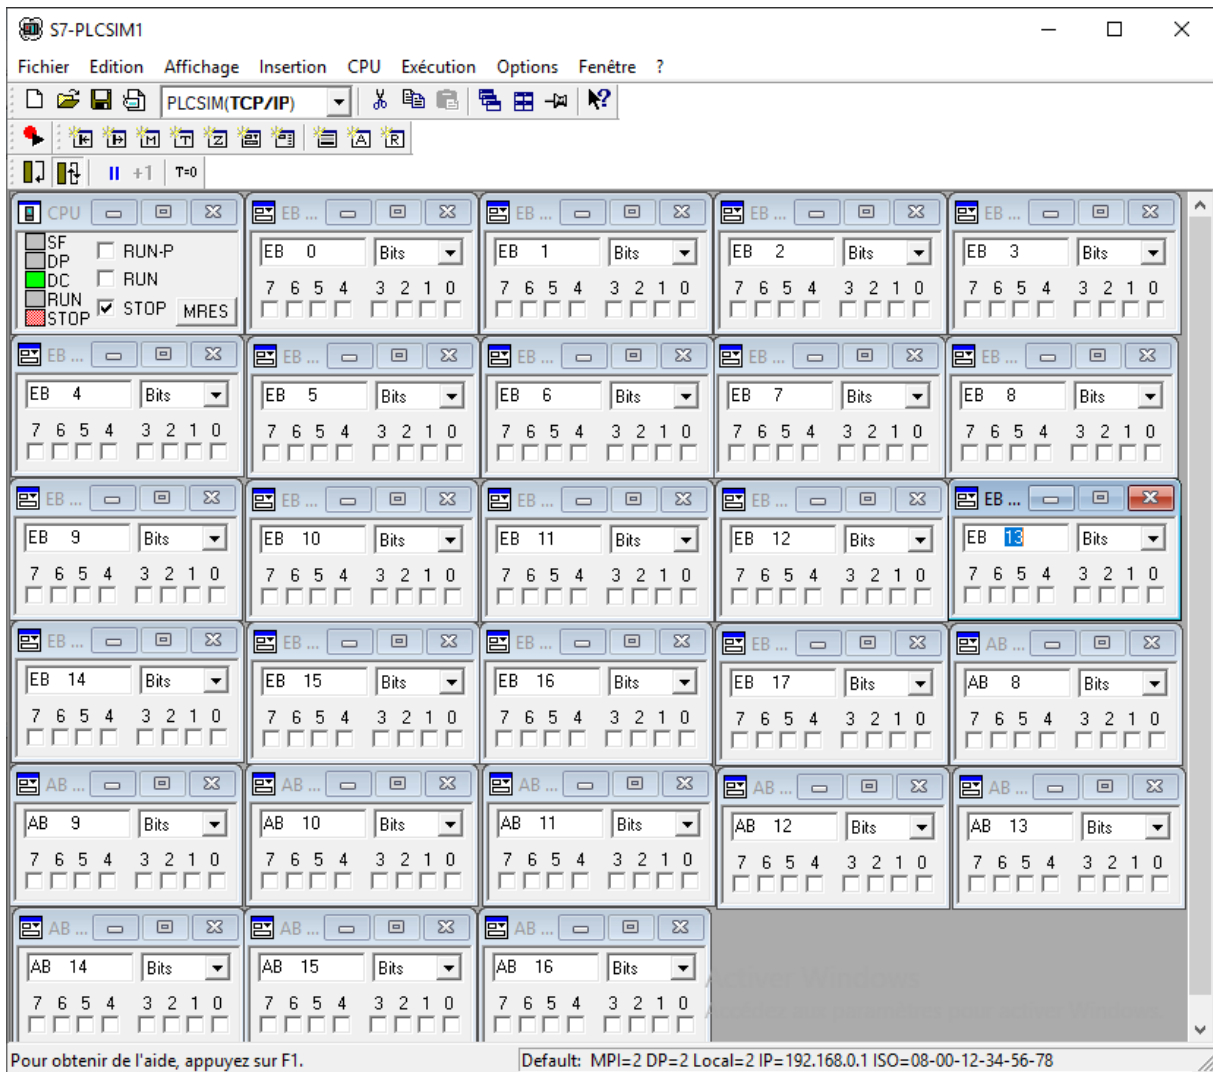 S7-PLCSIM1
Fichier Edition Affichage Insertion CPU Exécution Options Fenêtre ?
PLCSIM(TCP/IP)
+1 T=0
CPU EB ... EB ... EB ... EB ...
SF
DP
DC
RUN
STOP
RUN-P
RUN
STOP MRES
EB 0 Bits EB 1 Bits EB 2 Bits EB 3 Bits
7 6 5 4 3 2 1 0 7 6 5 4 3 2 1 0 7 6 5 4 3 2 1 0 7 6 5 4 3 2 1 0
EB ... EB ... EB ... EB ... EB ...
EB 4 Bits EB 5 Bits EB 6 Bits EB 7 Bits EB 8 Bits
7 6 5 4 3 2 1 0 7 6 5 4 3 2 1 0 7 6 5 4 3 2 1 0 7 6 5 4 3 2 1 0 7 6 5 4 3 2 1 0
EB ... EB ... EB ... EB ... EB ...
EB 9 Bits EB 10 Bits EB 11 Bits EB 12 Bits EB 13 Bits
7 6 5 4 3 2 1 0 7 6 5 4 3 2 1 0 7 6 5 4 3 2 1 0 7 6 5 4 3 2 1 0 7 6 5 4 3 2 1 0
EB ... EB ... EB ... EB ... AB ...
EB 14 Bits EB 15 Bits EB 16 Bits EB 17 Bits AB 8 Bits
7 6 5 4 3 2 1 0 7 6 5 4 3 2 1 0 7 6 5 4 3 2 1 0 7 6 5 4 3 2 1 0 7 6 5 4 3 2 1 0
AB ... AB ... AB ... AB ... AB ...
AB 9 Bits AB 10 Bits AB 11 Bits AB 12 Bits AB 13 Bits
7 6 5 4 3 2 1 0 7 6 5 4 3 2 1 0 7 6 5 4 3 2 1 0 7 6 5 4 3 2 1 0 7 6 5 4 3 2 1 0
AB ... AB ... AB ...
AB 14 Bits AB 15 Bits AB 16 Bits
7 6 5 4 3 2 1 0 7 6 5 4 3 2 1 0 7 6 5 4 3 2 1 0
Activer Windows
Pour obtenir de l'aide, appuyez sur F1. Default: MPI=2 DP=2 Local=2 IP=192.168.0.1 ISO=08-00-12-34-56-78